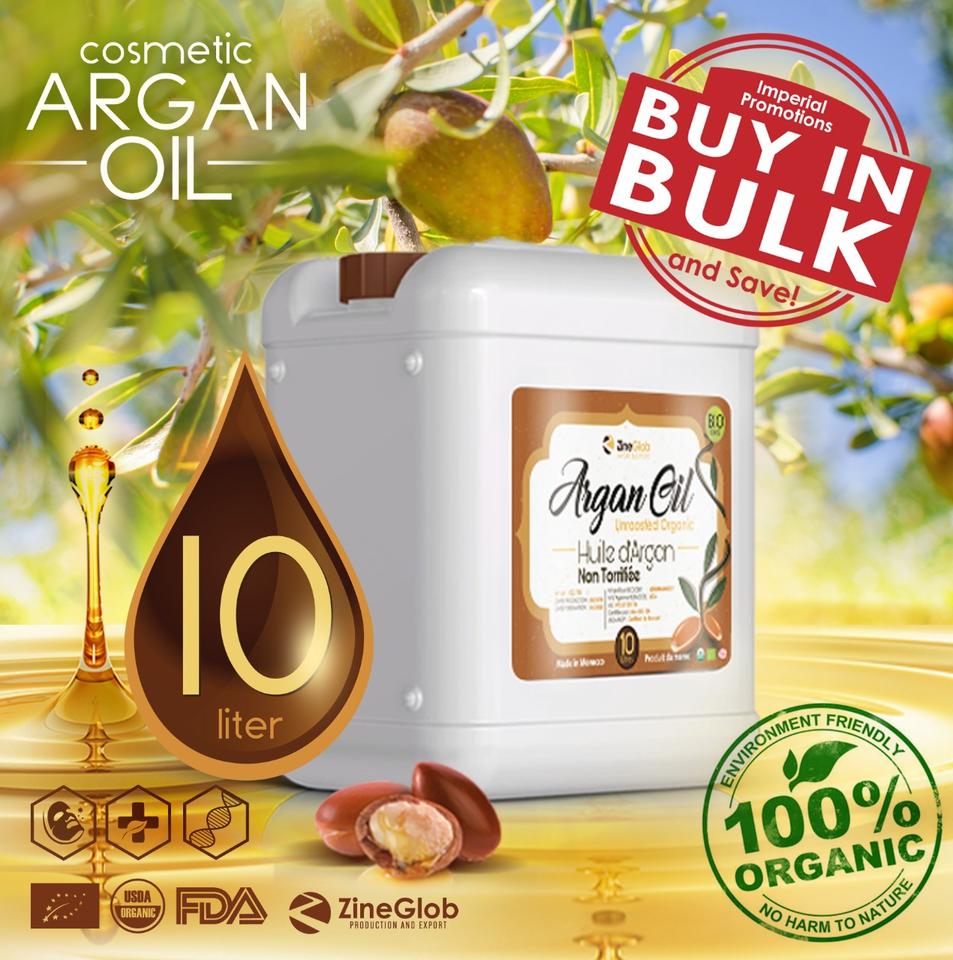 cosmetic
ARGAN
OIL
Imperial
Promotions
BUY IN
BULK
and Save!
BIO
ZineGlob
Argan Oil
Unroasted Organic
Huile d'Argan
Non Torrifiée
10
Made in Morocco
Produit du maroc
10
liter
ENVIRONMENT FRIENDLY
100%
ORGANIC
NO HARM TO NATURE
USDA
ORGANIC
FDA
ZineGlob
PRODUCTION AND EXPORT